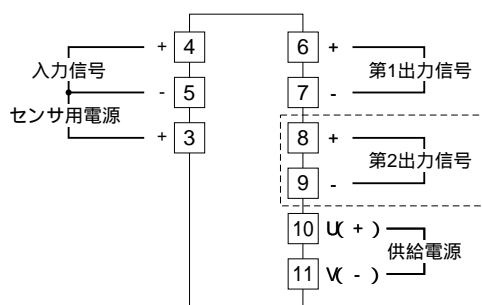 + 4
入力信号
- 5
センサ用電源
+ 3
6 +
第1出力信号
7 -
8 +
第2出力信号
9 -
10 U( + )
供給電源
11 V( - )